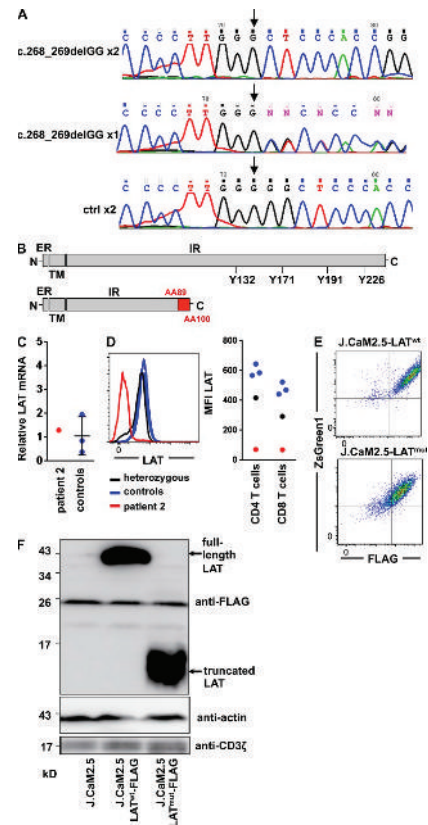 A
C C C C T T G G G C T C C C A C C C G G
c.268_269delGG x2
C C C C T T G G G N N C N C C N N
c.268_269delGG x1
C C C C T T G G G G G C T C C C A C C
ctrl x2
B
ER IR
N C
TM Y132 Y171 Y191 Y226
ER IR AA89
N C
TM AA100
C D E
Relative LAT mRNA
5
4
3
2
1
0
patient 2
controls
LAT
heterozygous
controls
patient 2
MFI LAT
800
600
400
200
0
CD4 T cells
CD8 T cells
J.CaM2.5-LATwt
J.CaM2.5-LATmut
ZsGreen1
0
0
FLAG
F
43
34
26
17
full-length LAT
anti-FLAG
truncated LAT
43
anti-actin
17
anti-CD3ζ
kD
J.CaM2.5
J.CaM2.5 LATwt-FLAG
J.CaM2.5 LATmut-FLAG